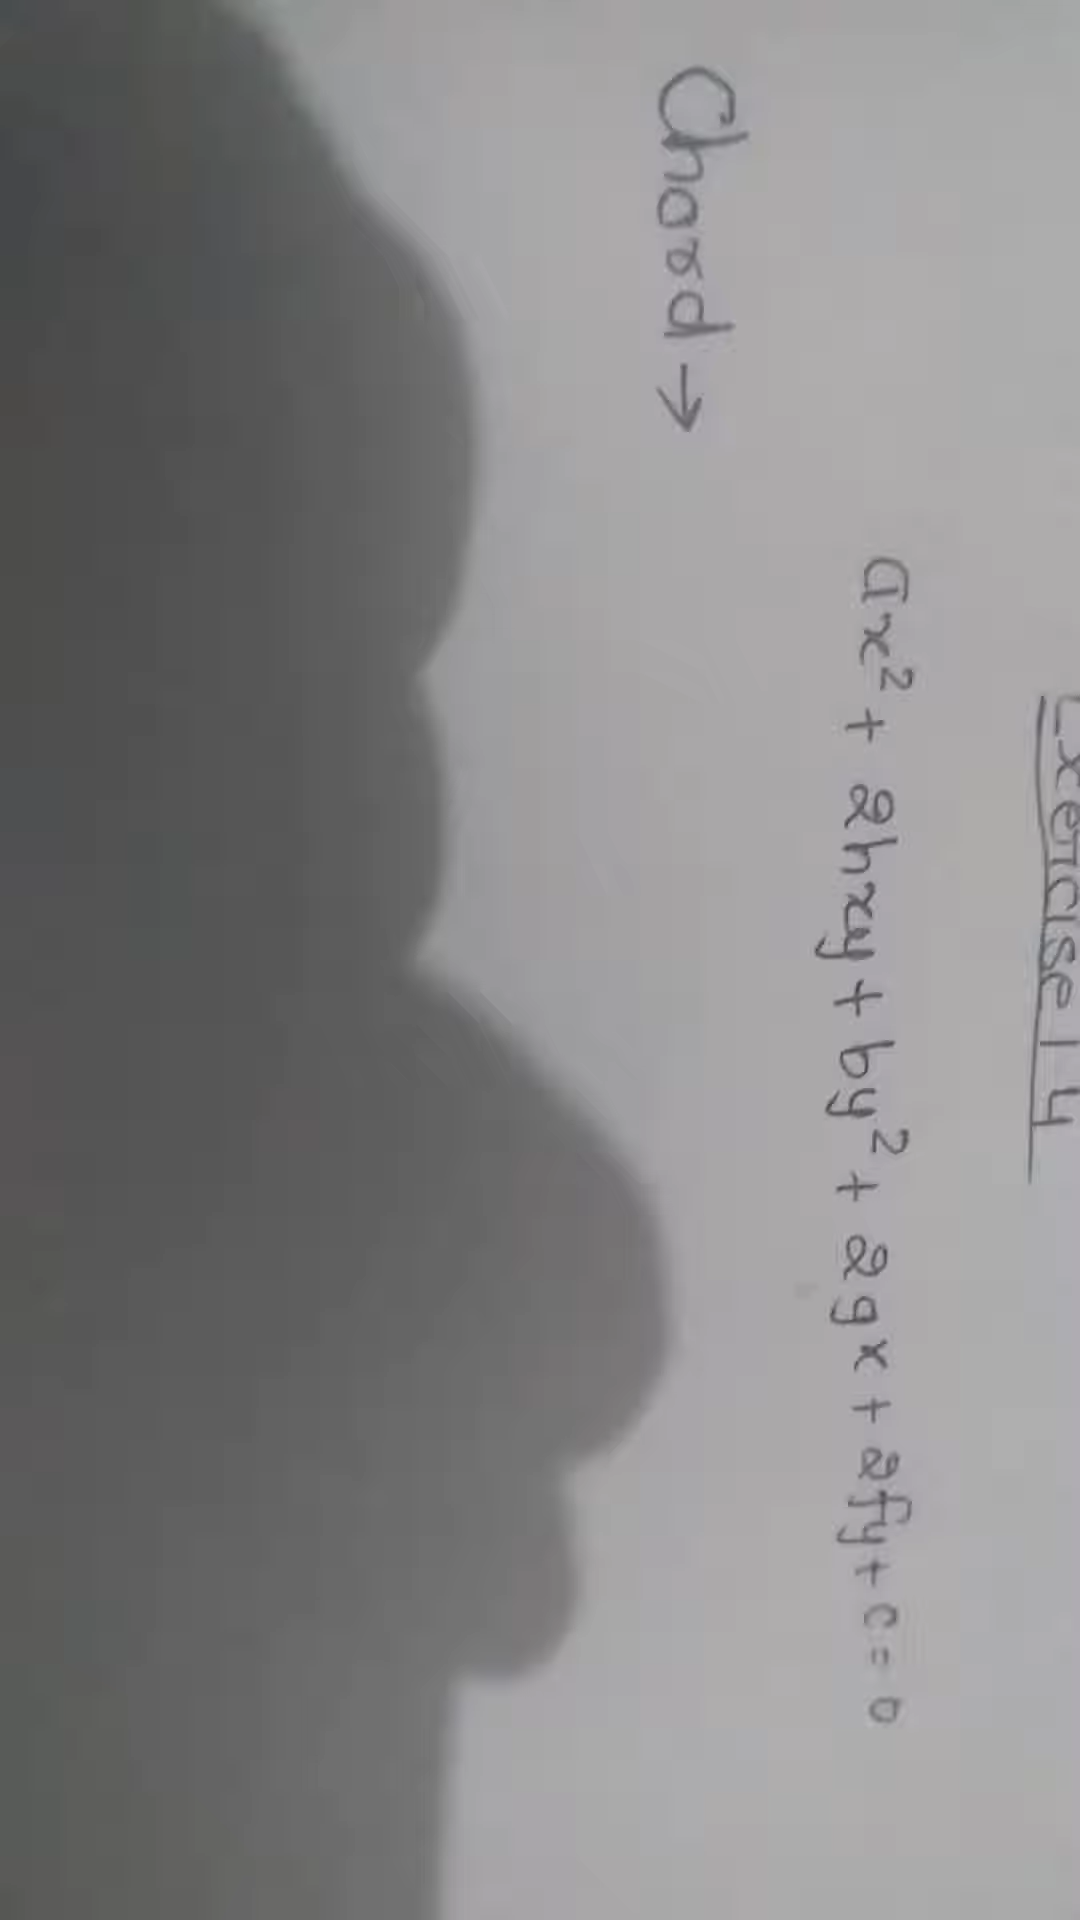 Exercise 14
ax² + 2hxy + by² + 2gx + 2fy + c = 0
Chord →